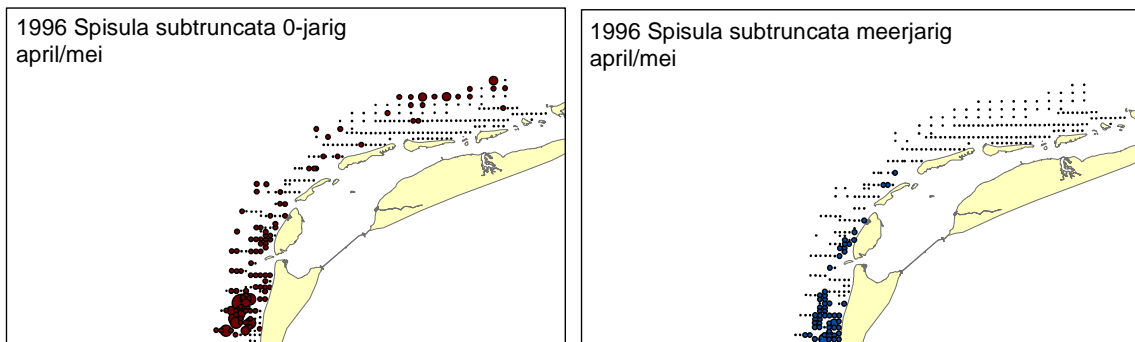 1996 Spisula subtruncata 0-jarig
april/mei
1996 Spisula subtruncata meerjarig
april/mei